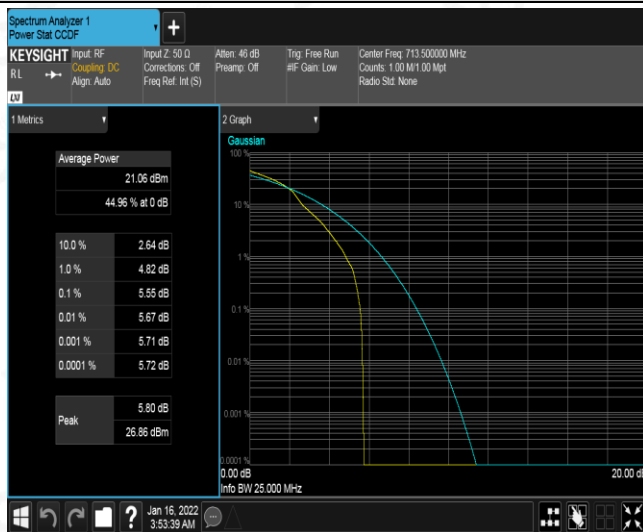 Spectrum Analyzer 1
Power Stat CCDF
+
KEYSIGHT Input: RF Input Z: 50 Ω Atten: 46 dB Trig: Free Run Center Freq: 713.500000 MHz
RL Coupling: DC Corrections: Off Preamp: Off #IF Gain: Low Counts: 1.00 M/1.00 Mpt
Align: Auto Freq Ref: Int (S) Radio Std: None
LXI
1 Metrics
2 Graph
Average Power
21.06 dBm
44.96 % at 0 dB
10.0 % 2.64 dB
1.0 % 4.82 dB
0.1 % 5.55 dB
0.01 % 5.67 dB
0.001 % 5.71 dB
0.0001 % 5.72 dB
Peak 5.80 dB
26.86 dBm
Gaussian
100 %
10 %
1 %
0.1 %
0.01 %
0.001 %
0.0001 %
0.00 dB 20.00 dB
Info BW 25.000 MHz
? Jan 16, 2022
3:53:39 AM